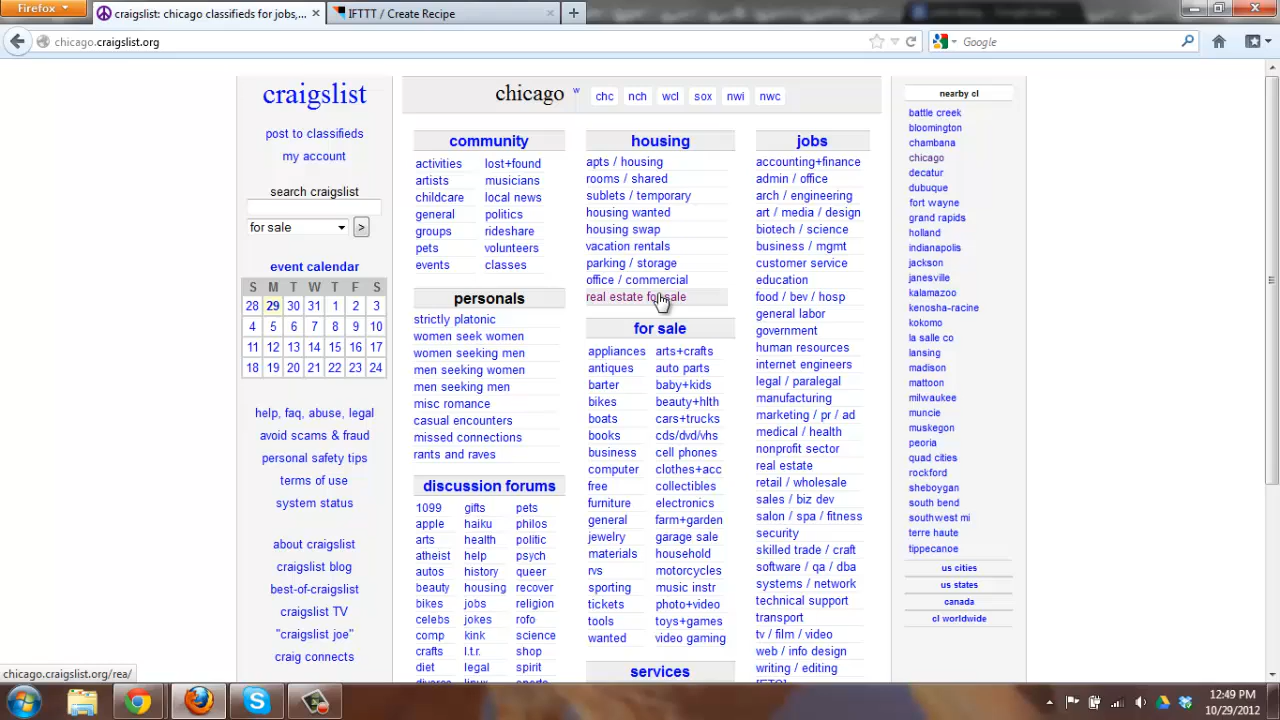 Firefox
craigslist: chicago classifieds for jobs,... ×
IFTTT / Create Recipe ×
chicago.craigslist.org
Google
craigslist
post to classifieds
my account
search craigslist
for sale >
event calendar
S M T W T F S
28 29 30 31 1 2 3
4 5 6 7 8 9 10
11 12 13 14 15 16 17
18 19 20 21 22 23 24
help, faq, abuse, legal
avoid scams & fraud
personal safety tips
terms of use
system status
about craigslist
craigslist blog
best-of-craigslist
craigslist TV
"craigslist joe"
craig connects
chicago w chc nch wcl sox nwi nwc
community
activities lost+found
artists musicians
childcare local news
general politics
groups rideshare
pets volunteers
events classes
personals
strictly platonic
women seek women
women seeking men
men seeking women
men seeking men
misc romance
casual encounters
missed connections
rants and raves
discussion forums
1099 gifts pets
apple haiku philos
arts health politic
atheist help psych
autos history queer
beauty housing recover
bikes jobs religion
celebs jokes rofo
comp kink science
crafts l.t.r. shop
diet legal spirit
divorce linux sports
housing
apts / housing
rooms / shared
sublets / temporary
housing wanted
housing swap
vacation rentals
parking / storage
office / commercial
real estate for sale
for sale
appliances arts+crafts
antiques auto parts
barter baby+kids
bikes beauty+hlth
boats cars+trucks
books cds/dvd/vhs
business cell phones
computer clothes+acc
free collectibles
furniture electronics
general farm+garden
jewelry garage sale
materials household
rvs motorcycles
sporting music instr
tickets photo+video
tools toys+games
wanted video gaming
services
jobs
accounting+finance
admin / office
arch / engineering
art / media / design
biotech / science
business / mgmt
customer service
education
food / bev / hosp
general labor
government
human resources
internet engineers
legal / paralegal
manufacturing
marketing / pr / ad
medical / health
nonprofit sector
real estate
retail / wholesale
sales / biz dev
salon / spa / fitness
security
skilled trade / craft
software / qa / dba
systems / network
technical support
transport
tv / film / video
web / info design
writing / editing
[ETC]
nearby cl
battle creek
bloomington
chambana
chicago
decatur
dubuque
fort wayne
grand rapids
holland
indianapolis
jackson
janesville
kalamazoo
kenosha-racine
kokomo
la salle co
lansing
madison
mattoon
milwaukee
muncie
muskegon
peoria
quad cities
rockford
sheboygan
south bend
southwest mi
terre haute
tippecanoe
us cities
us states
canada
cl worldwide
chicago.craigslist.org/rea/
12:49 PM
10/29/2012